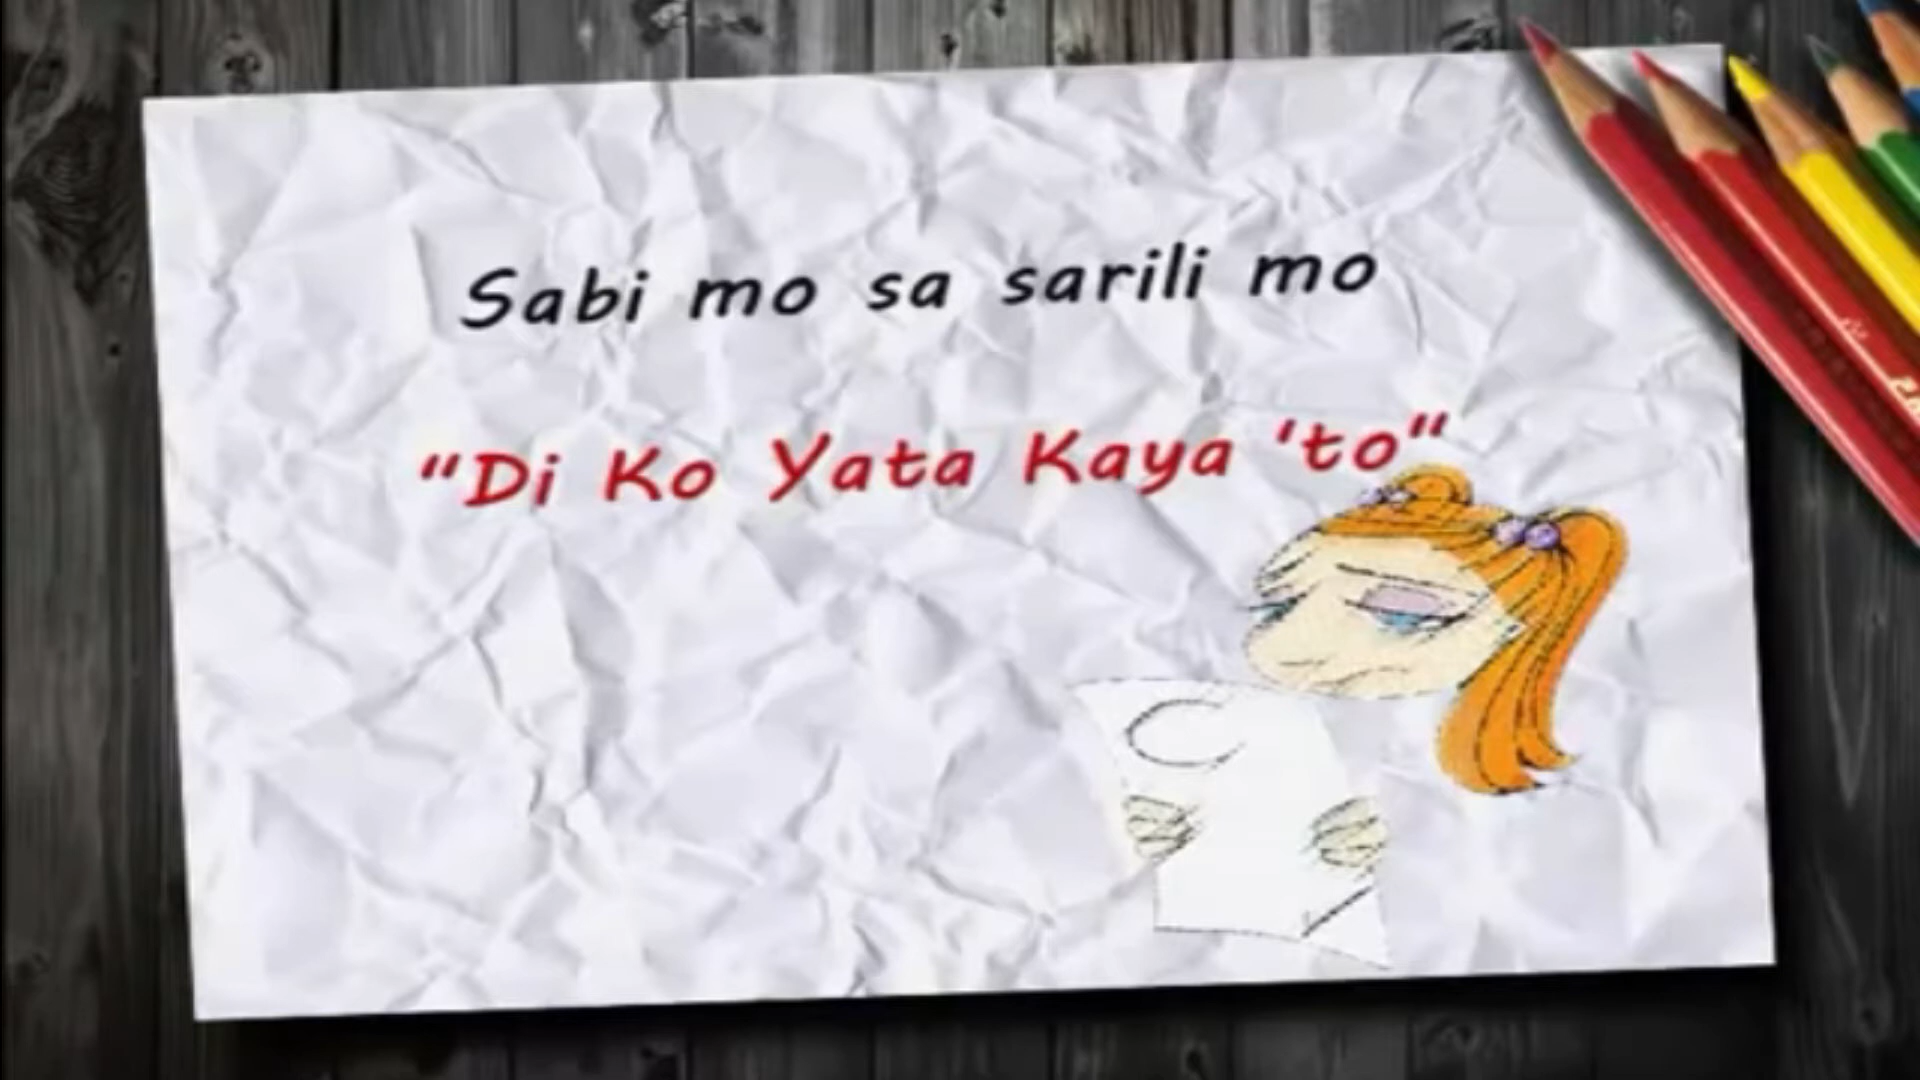 Sabi mo sa sarili mo
“Di Ko Yata Kaya ‘to“